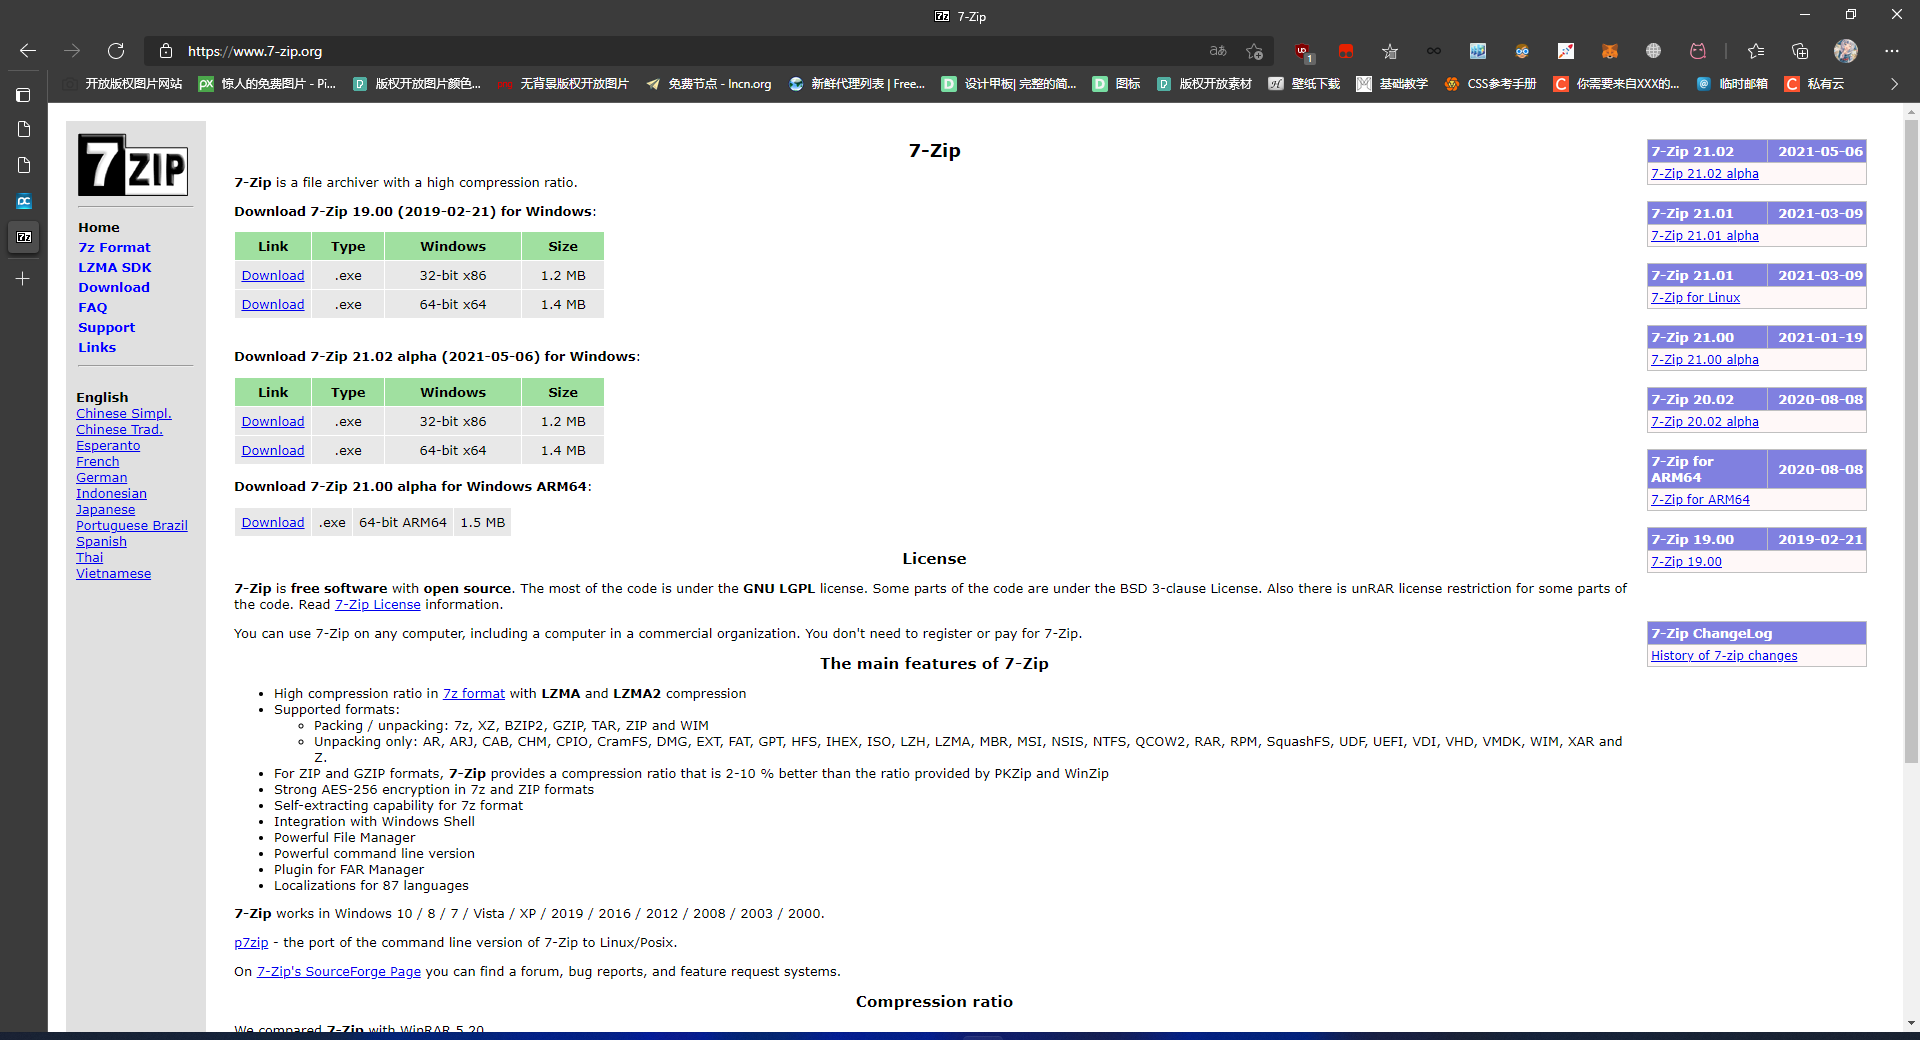 7-Zip
https://www.7-zip.org
开放版权图片网站
惊人的免费图片 - Pi...
版权开放图片颜色...
无背景版权开放图片
免费节点 - lncn.org
新鲜代理列表 | Free...
设计甲板| 完整的简...
图标
版权开放素材
壁纸下载
基础教学
CSS参考手册
你需要来自XXX的...
临时邮箱
私有云
7ZIP
Home
7z Format
LZMA SDK
Download
FAQ
Support
Links
English
Chinese Simpl.
Chinese Trad.
Esperanto
French
German
Indonesian
Japanese
Portuguese Brazil
Spanish
Thai
Vietnamese
7-Zip
7-Zip is a file archiver with a high compression ratio.
Download 7-Zip 19.00 (2019-02-21) for Windows:
Link Type Windows Size
Download .exe 32-bit x86 1.2 MB
Download .exe 64-bit x64 1.4 MB
Download 7-Zip 21.02 alpha (2021-05-06) for Windows:
Link Type Windows Size
Download .exe 32-bit x86 1.2 MB
Download .exe 64-bit x64 1.4 MB
Download 7-Zip 21.00 alpha for Windows ARM64:
Download .exe 64-bit ARM64 1.5 MB
License
7-Zip is free software with open source. The most of the code is under the GNU LGPL license. Some parts of the code are under the BSD 3-clause License. Also there is unRAR license restriction for some parts of
the code. Read 7-Zip License information.
You can use 7-Zip on any computer, including a computer in a commercial organization. You don't need to register or pay for 7-Zip.
The main features of 7-Zip
High compression ratio in 7z format with LZMA and LZMA2 compression
Supported formats:
Packing / unpacking: 7z, XZ, BZIP2, GZIP, TAR, ZIP and WIM
Unpacking only: AR, ARJ, CAB, CHM, CPIO, CramFS, DMG, EXT, FAT, GPT, HFS, IHEX, ISO, LZH, LZMA, MBR, MSI, NSIS, NTFS, QCOW2, RAR, RPM, SquashFS, UDF, UEFI, VDI, VHD, VMDK, WIM, XAR and
Z.
For ZIP and GZIP formats, 7-Zip provides a compression ratio that is 2-10 % better than the ratio provided by PKZip and WinZip
Strong AES-256 encryption in 7z and ZIP formats
Self-extracting capability for 7z format
Integration with Windows Shell
Powerful File Manager
Powerful command line version
Plugin for FAR Manager
Localizations for 87 languages
7-Zip works in Windows 10 / 8 / 7 / Vista / XP / 2019 / 2016 / 2012 / 2008 / 2003 / 2000.
p7zip - the port of the command line version of 7-Zip to Linux/Posix.
On 7-Zip's SourceForge Page you can find a forum, bug reports, and feature request systems.
Compression ratio
We compared 7-Zip with WinRAR 5.20
7-Zip 21.02 2021-05-06
7-Zip 21.02 alpha
7-Zip 21.01 2021-03-09
7-Zip 21.01 alpha
7-Zip 21.01 2021-03-09
7-Zip for Linux
7-Zip 21.00 2021-01-19
7-Zip 21.00 alpha
7-Zip 20.02 2020-08-08
7-Zip 20.02 alpha
7-Zip for
ARM64 2020-08-08
7-Zip for ARM64
7-Zip 19.00 2019-02-21
7-Zip 19.00
7-Zip ChangeLog
History of 7-zip changes